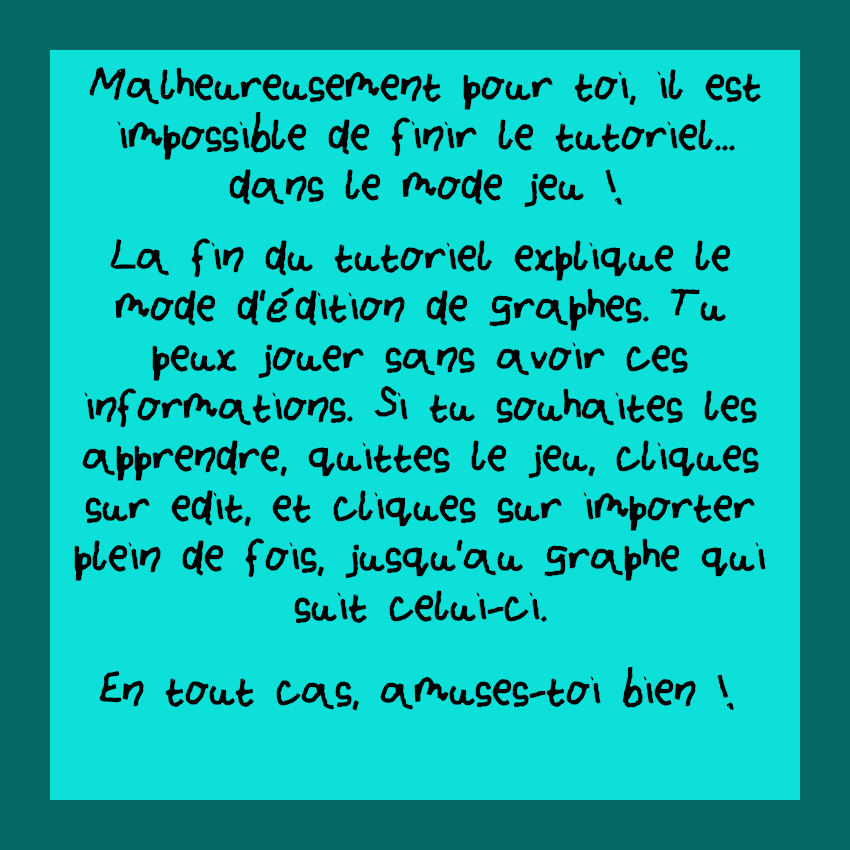 Malheureusement pour toi, il est
impossible de finir le tutoriel...
dans le mode jeu !
La fin du tutoriel explique le
mode d'édition de graphes. Tu
peux jouer sans avoir ces
informations. Si tu souhaites les
apprendre, quittes le jeu, cliques
sur edit, et cliques sur importer
plein de fois, jusqu'au graphe qui
suit celui-ci.
En tout cas, amuses-toi bien !